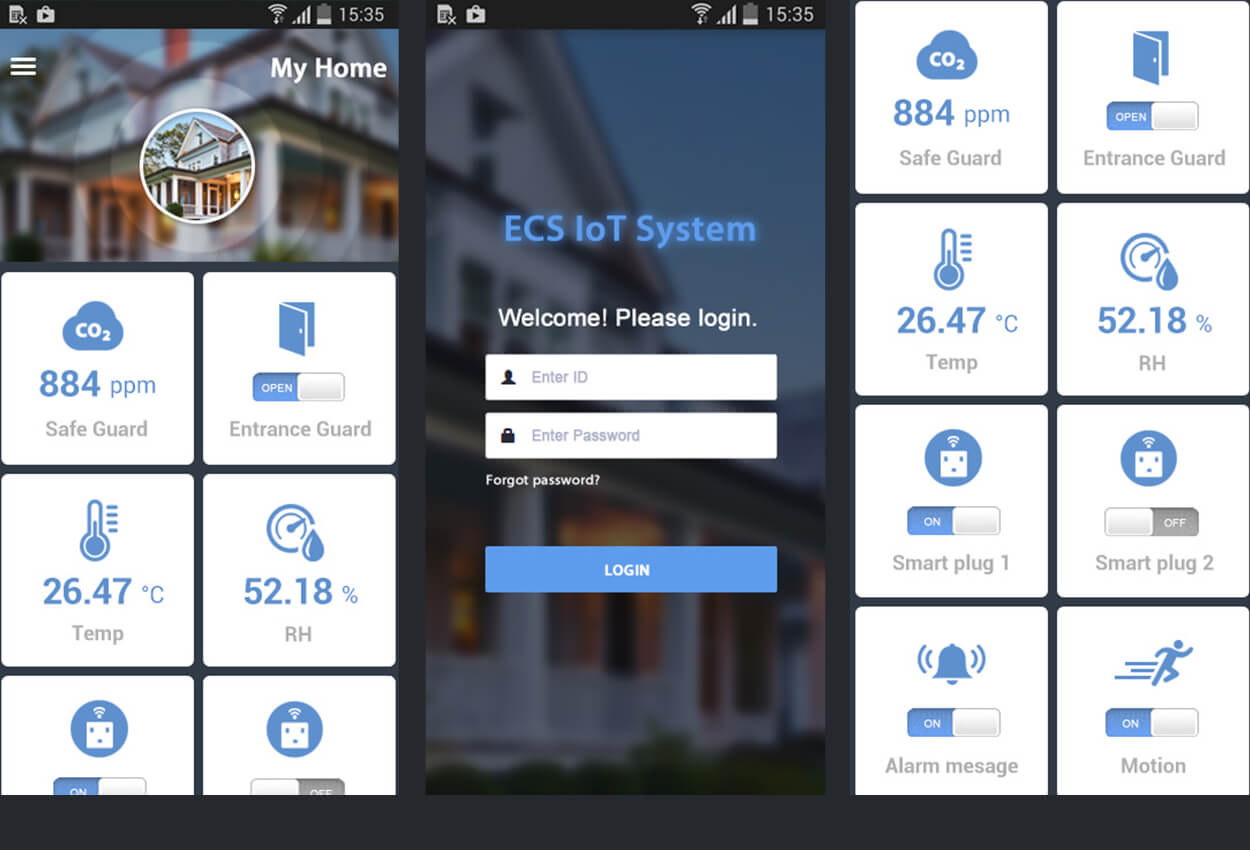 15:35
My Home
CO₂
884 ppm
Safe Guard
OPEN
Entrance Guard
26.47 °C
Temp
52.18 %
RH
ON
OFF
15:35
ECS IoT System
Welcome! Please login.
Enter ID
Enter Password
Forgot password?
LOGIN
CO₂
884 ppm
Safe Guard
OPEN
Entrance Guard
26.47 °C
Temp
52.18 %
RH
ON
Smart plug 1
OFF
Smart plug 2
ON
Alarm mesage
ON
Motion